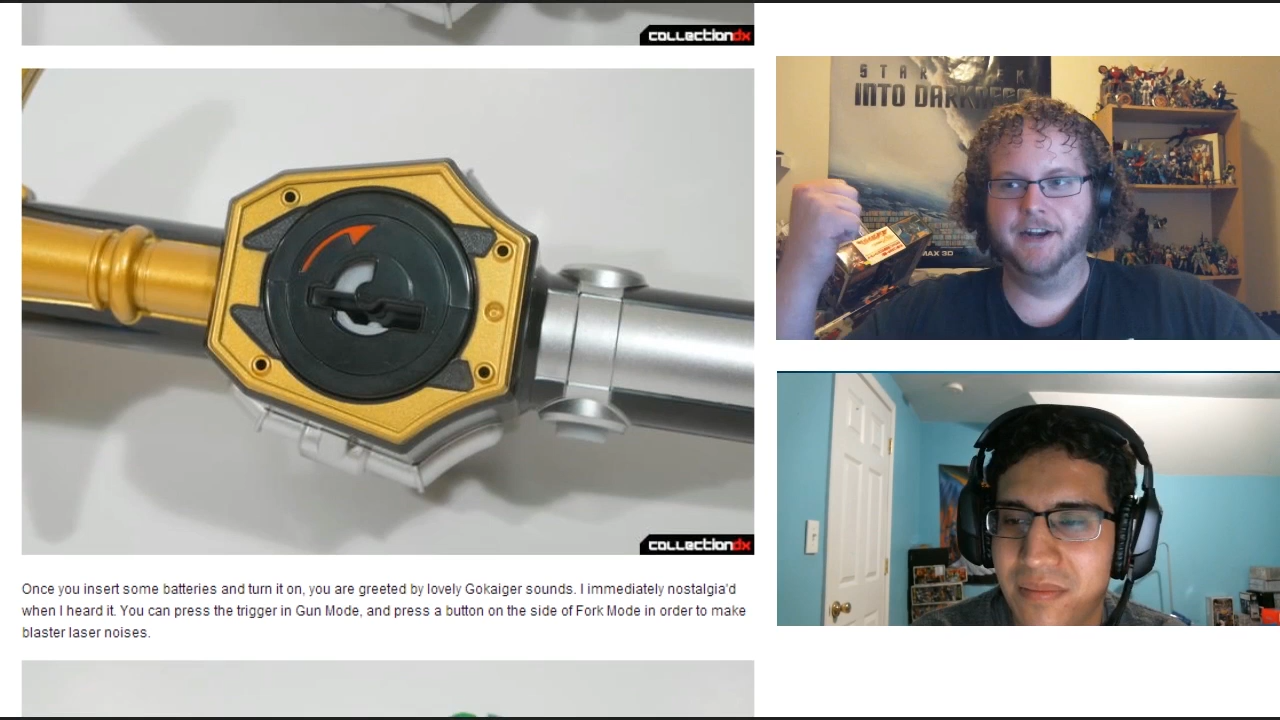 COLLECTIONDX
STAR TREK
INTO DARKNESS
IMAX 3D
COLLECTIONDX
Once you insert some batteries and turn it on, you are greeted by lovely Gokaiger sounds. I immediately nostalgia'd
when I heard it. You can press the trigger in Gun Mode, and press a button on the side of Fork Mode in order to make
blaster laser noises.